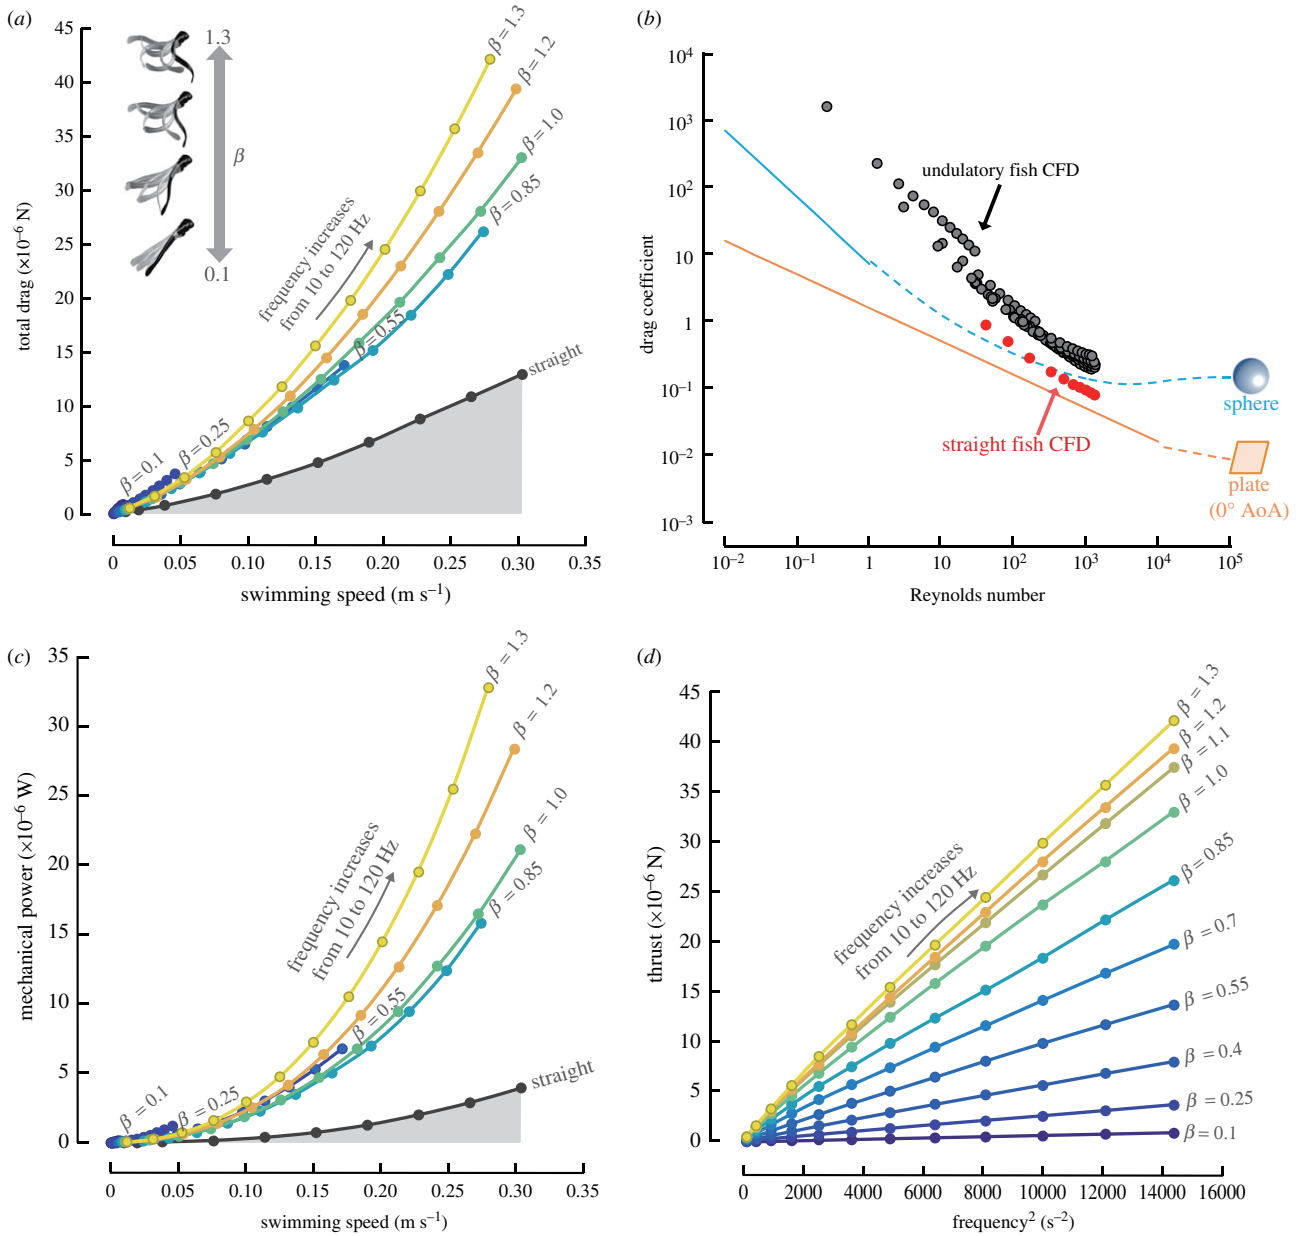 (a)
45
40
35
30
25
20
15
10
5
0
total drag (×10⁻⁶ N)
1.3
β
0.1
frequency increases
from 10 to 120 Hz
β = 1.3
β = 1.2
β = 1.0
β = 0.85
β = 0.55
β = 0.25
β = 0.1
straight
0 0.05 0.10 0.15 0.20 0.25 0.30 0.35
swimming speed (m s⁻¹)
(b)
10⁴
10³
10²
10
1
10⁻¹
10⁻²
10⁻³
drag coefficient
undulatory fish CFD
straight fish CFD
sphere
plate
(0° AoA)
10⁻² 10⁻¹ 1 10 10² 10³ 10⁴ 10⁵
Reynolds number
(c)
35
30
25
20
15
10
5
0
mechanical power (×10⁻⁶ W)
frequency increases
from 10 to 120 Hz
β = 1.3
β = 1.2
β = 1.0
β = 0.85
β = 0.55
β = 0.25
β = 0.1
straight
0 0.05 0.10 0.15 0.20 0.25 0.30 0.35
swimming speed (m s⁻¹)
(d)
45
40
35
30
25
20
15
10
5
0
thrust (×10⁻⁶ N)
frequency increases
from 10 to 120 Hz
β = 1.3
β = 1.2
β = 1.1
β = 1.0
β = 0.85
β = 0.7
β = 0.55
β = 0.4
β = 0.25
β = 0.1
0 2000 4000 6000 8000 10000 12000 14000 16000
frequency² (s⁻²)